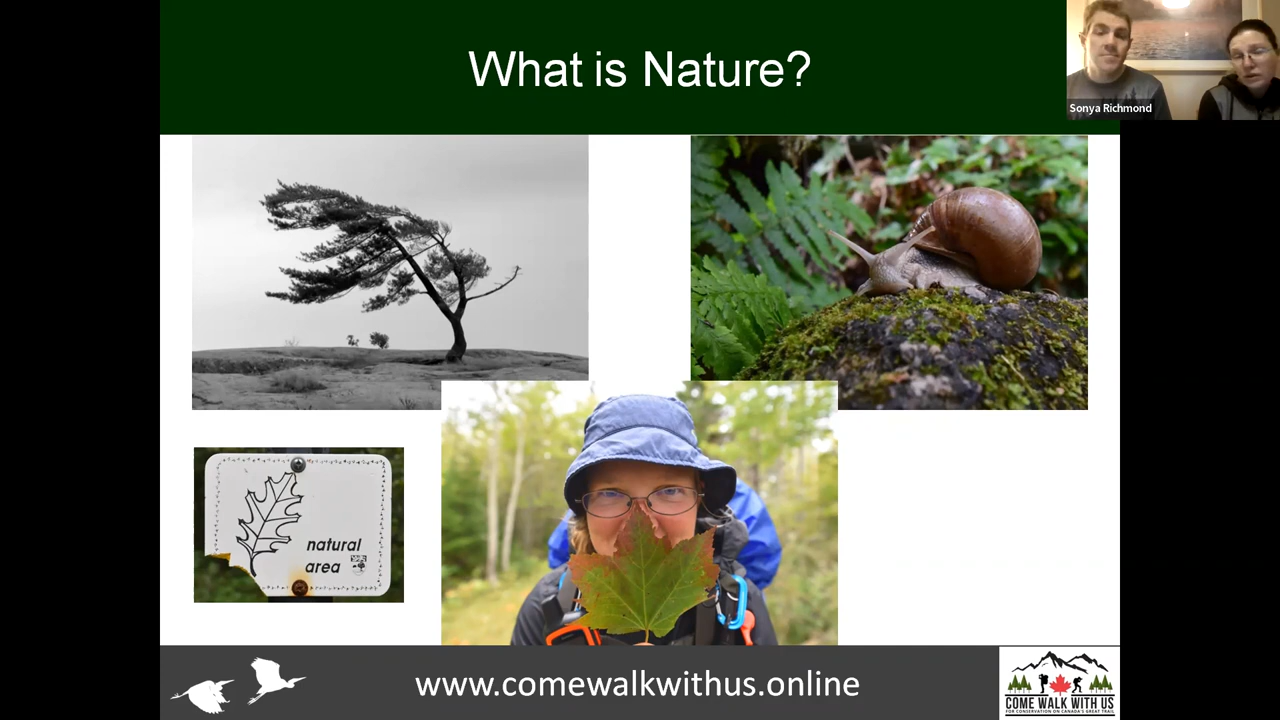 What is Nature?
Sonya Richmond
natural
area
www.comewalkwithus.online
COME WALK WITH US
FOR CONSERVATION ON CANADA'S GREAT TRAIL